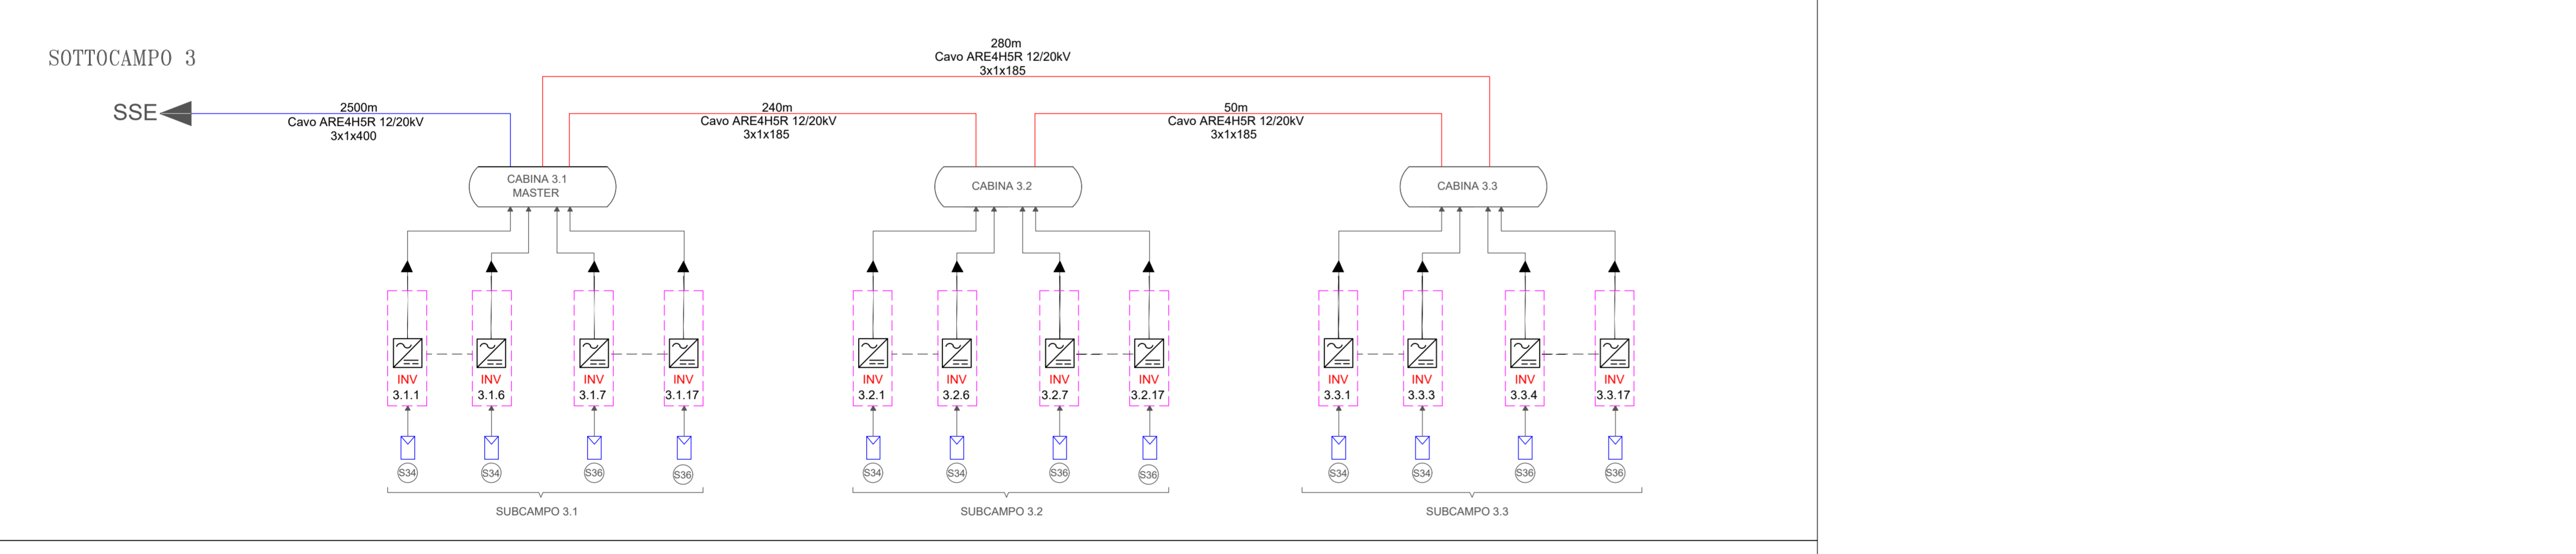 SOTTOCAMPO 3
280m
Cavo ARE4H5R 12/20kV
3x1x185
SSE
2500m
Cavo ARE4H5R 12/20kV
3x1x400
240m
Cavo ARE4H5R 12/20kV
3x1x185
50m
Cavo ARE4H5R 12/20kV
3x1x185
CABINA 3.1
MASTER
CABINA 3.2
CABINA 3.3
INV
3.1.1
INV
3.1.6
INV
3.1.7
INV
3.1.17
INV
3.2.1
INV
3.2.6
INV
3.2.7
INV
3.2.17
INV
3.3.1
INV
3.3.3
INV
3.3.4
INV
3.3.17
S34
S34
S36
S36
S34
S34
S36
S36
S34
S34
S36
S36
SUBCAMPO 3.1
SUBCAMPO 3.2
SUBCAMPO 3.3